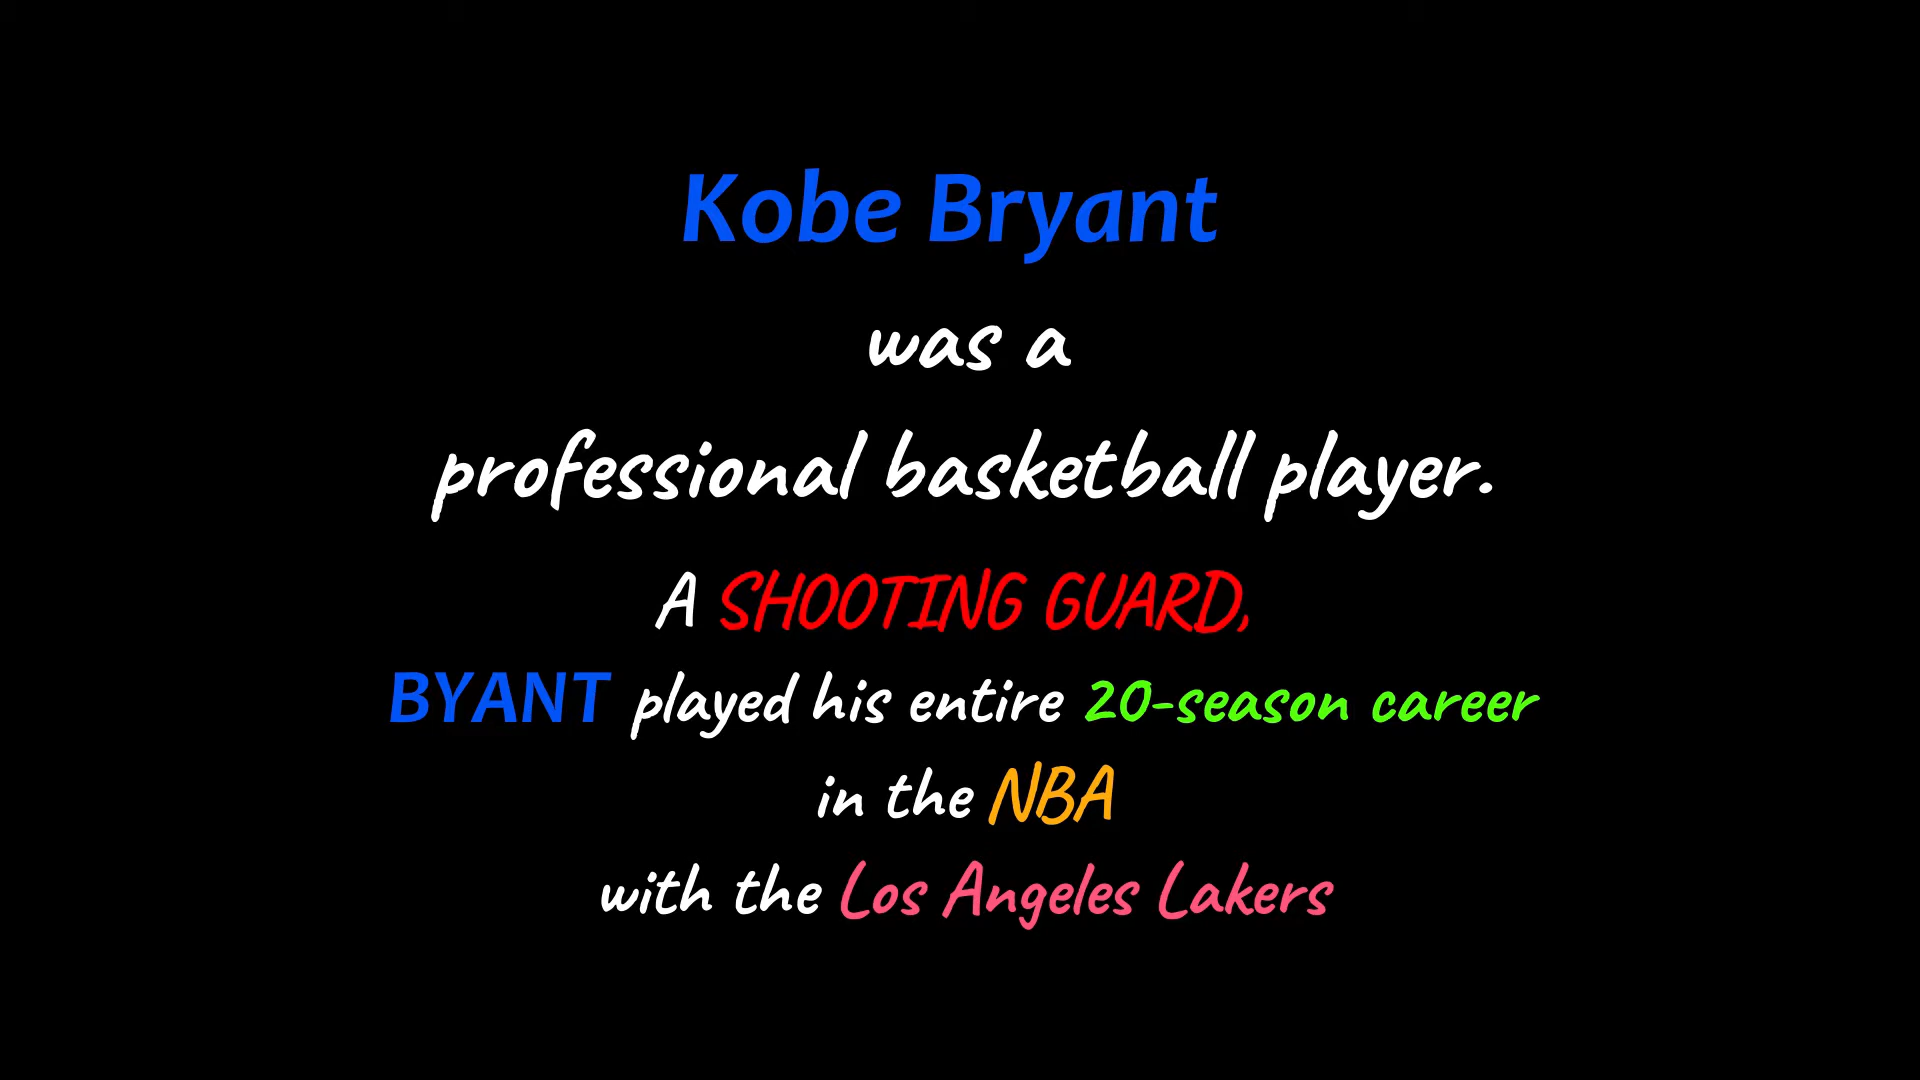 Kobe Bryant
was a
professional basketball player.
A SHOOTING GUARD,
BYANT played his entire 20-season career
in the NBA
with the Los Angeles Lakers